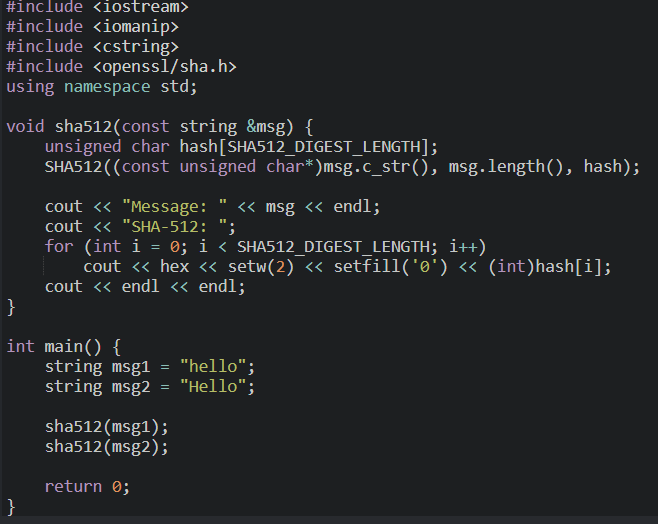 #include <iostream>
#include <iomanip>
#include <cstring>
#include <openssl/sha.h>
using namespace std;

void sha512(const string &msg) {
    unsigned char hash[SHA512_DIGEST_LENGTH];
    SHA512((const unsigned char*)msg.c_str(), msg.length(), hash);

    cout << "Message: " << msg << endl;
    cout << "SHA-512: ";
    for (int i = 0; i < SHA512_DIGEST_LENGTH; i++)
        cout << hex << setw(2) << setfill('0') << (int)hash[i];
    cout << endl << endl;
}

int main() {
    string msg1 = "hello";
    string msg2 = "Hello";

    sha512(msg1);
    sha512(msg2);

    return 0;
}